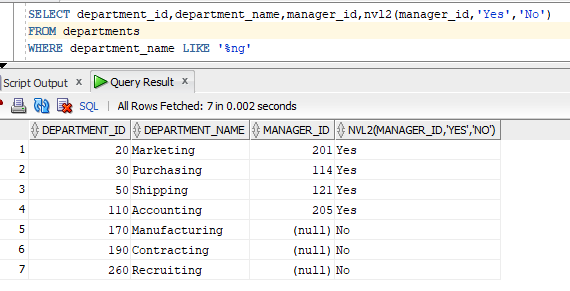 SELECT department_id,department_name,manager_id,nvl2(manager_id,'Yes','No')
FROM departments
WHERE department_name LIKE '%ng'
Script Output x Query Result x
SQL | All Rows Fetched: 7 in 0.002 seconds
DEPARTMENT_ID DEPARTMENT_NAME MANAGER_ID NVL2(MANAGER_ID,'YES','NO')
1 20 Marketing 201 Yes
2 30 Purchasing 114 Yes
3 50 Shipping 121 Yes
4 110 Accounting 205 Yes
5 170 Manufacturing (null) No
6 190 Contracting (null) No
7 260 Recruiting (null) No